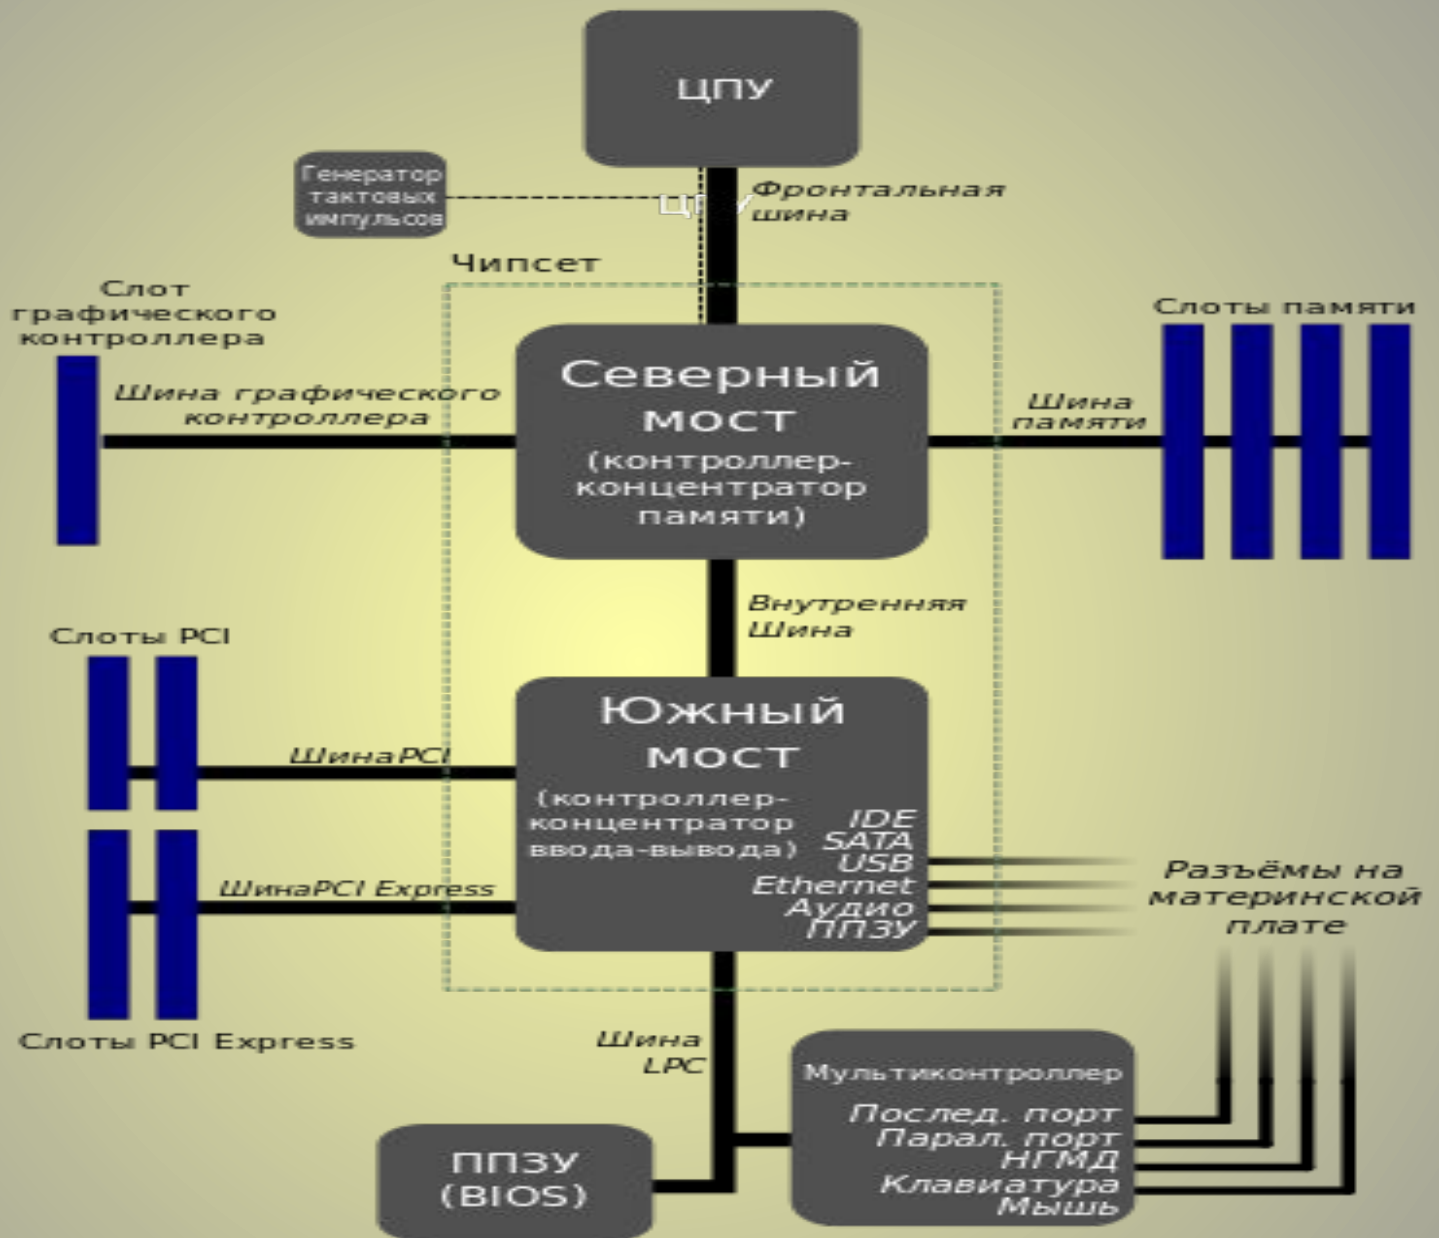 ЦПУ
Генератор
тактовых
импульсов
ЦПУ
Фронтальная
шина
Чипсет
Слот
графического
контроллера
Слоты памяти
Шина графического
контроллера
Шина
памяти
Северный
мост
(контроллер-
концентратор
памяти)
Внутренняя
Шина
Слоты PCI
Южный
мост
(контроллер-
концентратор
ввода-вывода)
IDE
SATA
USB
Ethernet
Аудио
ППЗУ
ШинаPCI
ШинаPCI Express
Разъёмы на
материнской
плате
Слоты PCI Express
Шина
LPC
Мультиконтроллер
Послед. порт
Парал. порт
НГМД
Клавиатура
Мышь
ППЗУ
(BIOS)